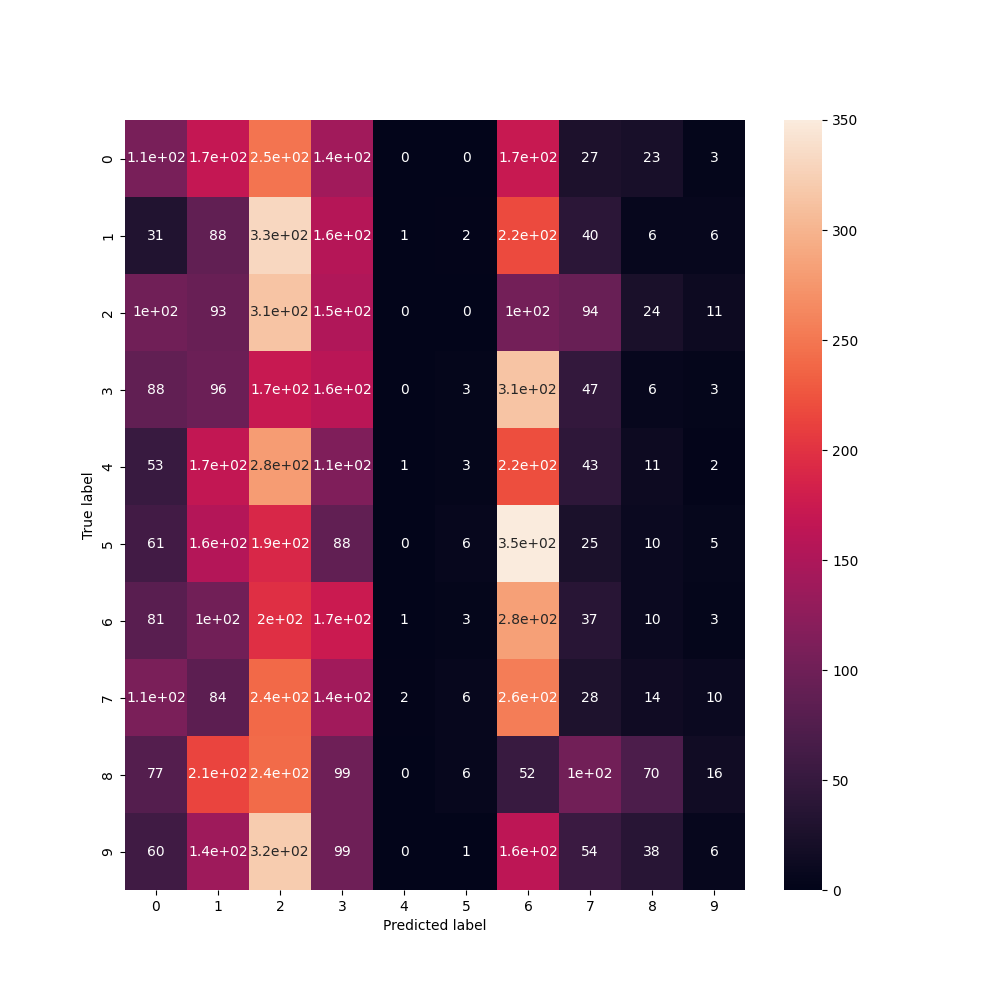 0 1.1e+02 1.7e+02 2.5e+02 1.4e+02 0 0 1.7e+02 27 23 3
1 31 88 3.3e+02 1.6e+02 1 2 2.2e+02 40 6 6
2 1e+02 93 3.1e+02 1.5e+02 0 0 1e+02 94 24 11
3 88 96 1.7e+02 1.6e+02 0 3 3.1e+02 47 6 3
4 53 1.7e+02 2.8e+02 1.1e+02 1 3 2.2e+02 43 11 2
5 61 1.6e+02 1.9e+02 88 0 6 3.5e+02 25 10 5
6 81 1e+02 2e+02 1.7e+02 1 3 2.8e+02 37 10 3
7 1.1e+02 84 2.4e+02 1.4e+02 2 6 2.6e+02 28 14 10
8 77 2.1e+02 2.4e+02 99 0 6 52 1e+02 70 16
9 60 1.4e+02 3.2e+02 99 0 1 1.6e+02 54 38 6
0 1 2 3 4 5 6 7 8 9
Predicted label
True label
350
300
250
200
150
100
50
0